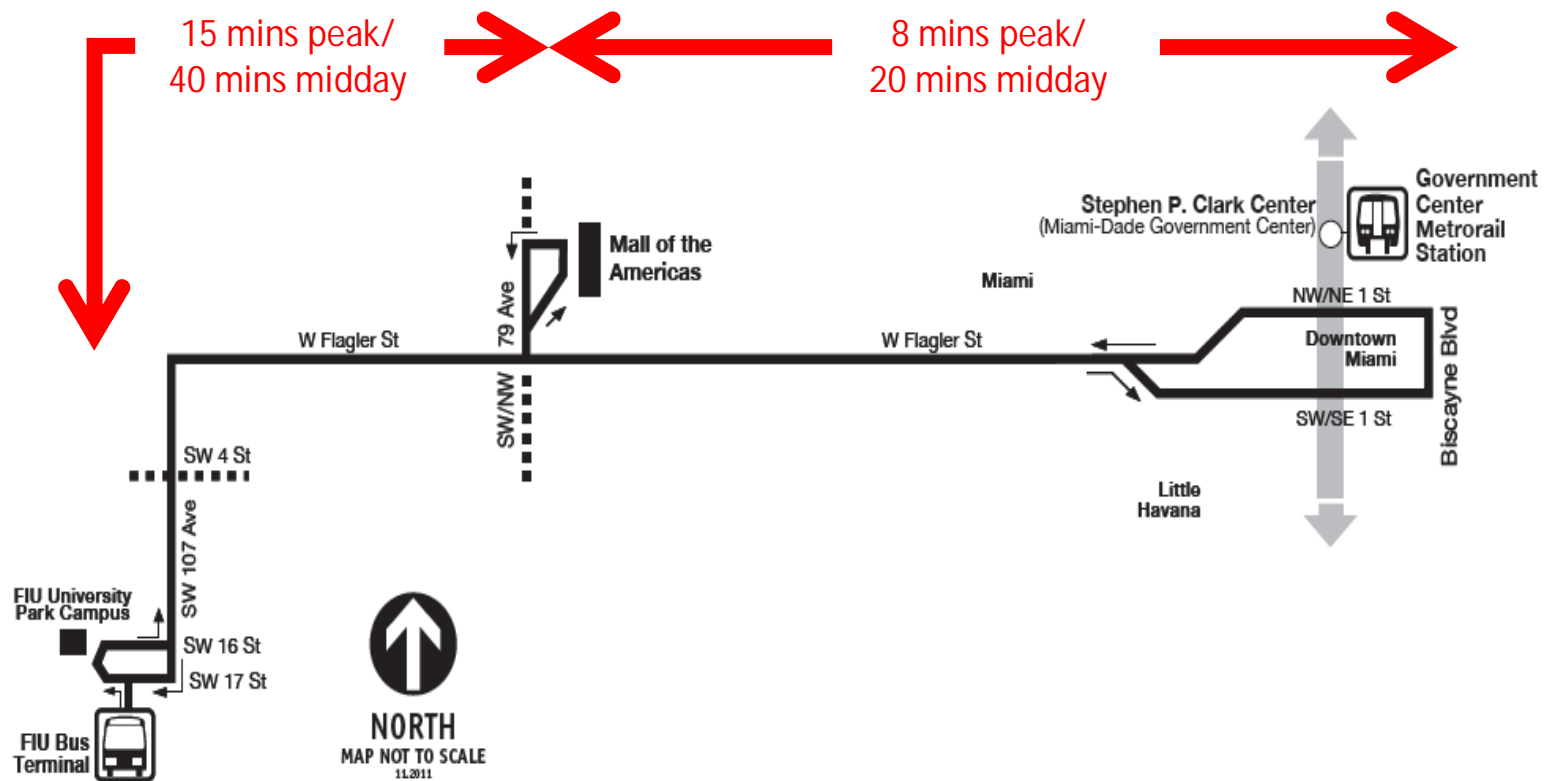 15 mins peak/
40 mins midday
8 mins peak/
20 mins midday
Stephen P. Clark Center
(Miami-Dade Government Center)
Government
Center
Metrorail
Station
Mall of the
Americas
79 Ave
SW/NW
Miami
NW/NE 1 St
W Flagler St
W Flagler St
Downtown
Miami
Biscayne Blvd
SW/SE 1 St
SW 4 St
Little
Havana
SW 107 Ave
FIU University
Park Campus
SW 16 St
SW 17 St
FIU Bus
Terminal
NORTH
MAP NOT TO SCALE
11.2011